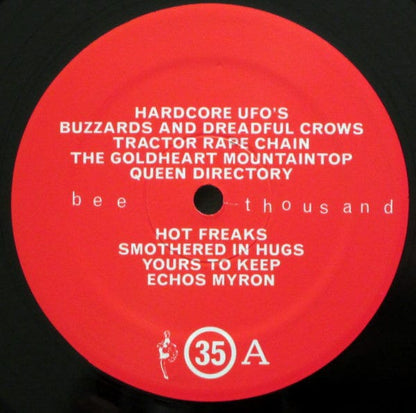 HARDCORE UFO'S
BUZZARDS AND DREADFUL CROWS
TRACTOR RAPE CHAIN
THE GOLDHEART MOUNTAINTOP
QUEEN DIRECTORY
bee thousand
HOT FREAKS
SMOTHERED IN HUGS
YOURS TO KEEP
ECHOS MYRON
35 A